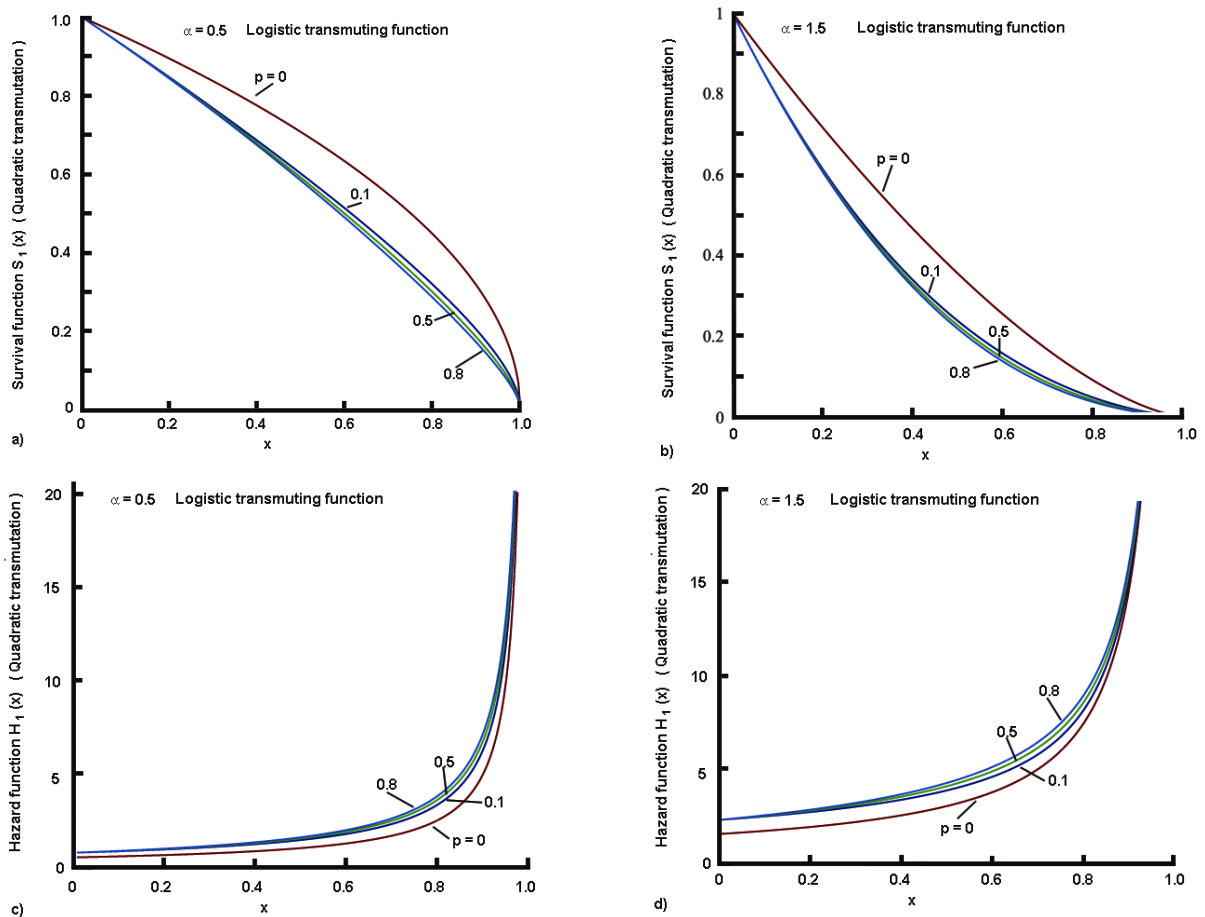 α = 0.5 Logistic transmuting function
Survival function S 1 (x) ( Quadratic transmutation )
1.0
0.8
0.6
0.4
0.2
0
p = 0
0.1
0.5
0.8
0 0.2 0.4 0.6 0.8 1.0
x
a)
α = 1.5 Logistic transmuting function
Survival function S 1 (x) ( Quadratic transmutation )
1
0.8
0.6
0.4
0.2
0
p = 0
0.1
0.5
0.8
0 0.2 0.4 0.6 0.8 1.0
x
b)
α = 0.5 Logistic transmuting function
Hazard function H 1 (x) ( Quadratic transmutation )
20
15
10
5
0
0.8
0.5
0.1
p = 0
0 0.2 0.4 0.6 0.8 1.0
x
c)
α = 1.5 Logistic transmuting function
Hazard function H 1 (x) ( Quadratic transmutation )
20
15
10
5
0
0.8
0.5
0.1
p = 0
0 0.2 0.4 0.6 0.8 1.0
x
d)